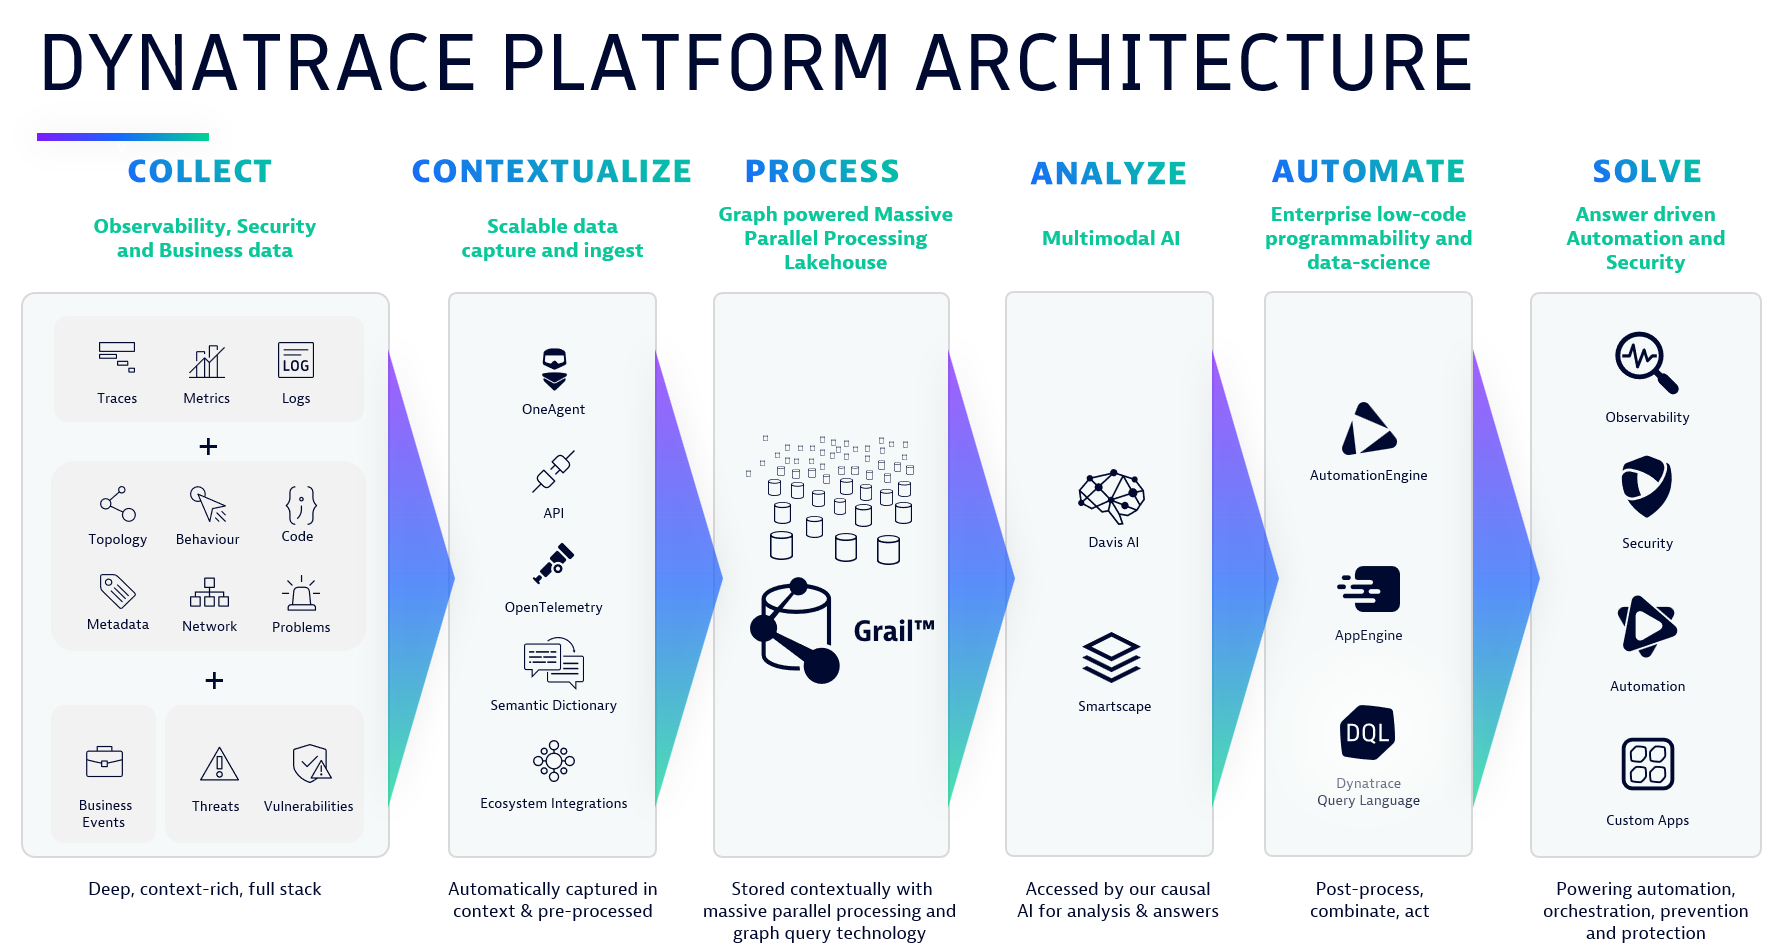 DYNATRACE PLATFORM ARCHITECTURE
COLLECT
Observability, Security
and Business data
Traces
Metrics
LOG
Logs
+
Topology
Behaviour
Code
Metadata
Network
Problems
+
Business
Events
Threats
Vulnerabilities
Deep, context-rich, full stack
CONTEXTUALIZE
Scalable data
capture and ingest
OneAgent
API
OpenTelemetry
Semantic Dictionary
Ecosystem Integrations
Automatically captured in
context & pre-processed
PROCESS
Graph powered Massive
Parallel Processing
Lakehouse
Grail™
Stored contextually with
massive parallel processing and
graph query technology
ANALYZE
Multimodal AI
Davis AI
Smartscape
Accessed by our causal
AI for analysis & answers
AUTOMATE
Enterprise low-code
programmability and
data-science
AutomationEngine
AppEngine
DQL
Dynatrace
Query Language
Post-process,
combinate, act
SOLVE
Answer driven
Automation and
Security
Observability
Security
Automation
Custom Apps
Powering automation,
orchestration, prevention
and protection